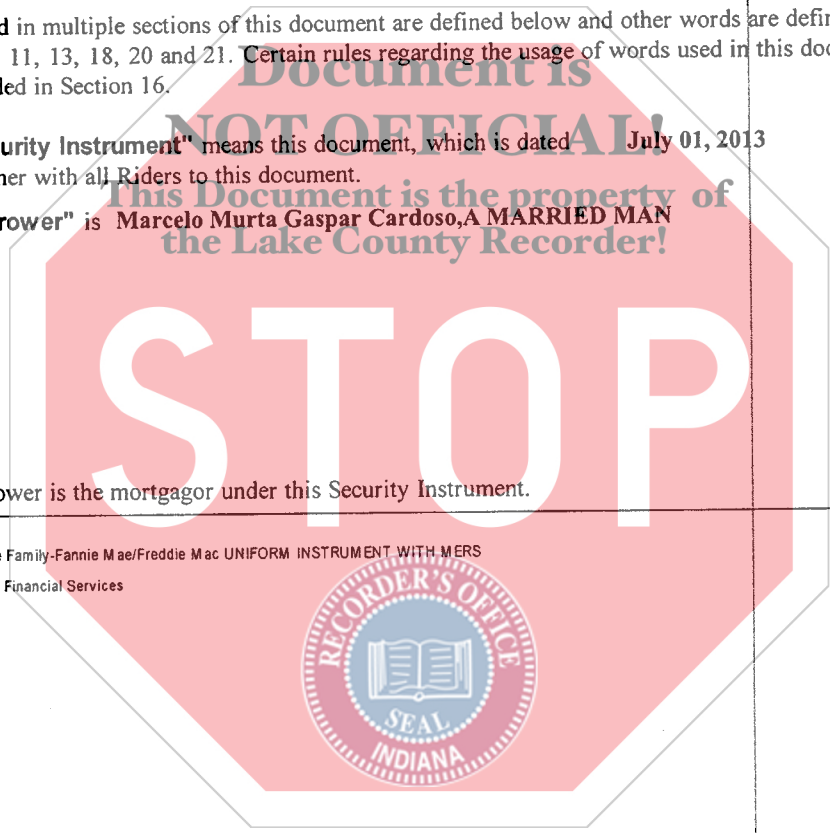 d in multiple sections of this document are defined below and other words are defin
11, 13, 18, 20 and 21. Certain rules regarding the usage of words used in this doc
Document is
led in Section 16.
NOT OFFICIAL!
urity Instrument" means this document, which is dated July 01, 2013
her with all Riders to this document.
This Document is the property of
rower" is Marcelo Murta Gaspar Cardoso,A MARRIED MAN
the Lake County Recorder!
STOP
ower is the mortgagor under this Security Instrument.
e Family-Fannie Mae/Freddie Mac UNIFORM INSTRUMENT WITH MERS
Financial Services
RECORDER'S OFFICE
SEAL
INDIANA